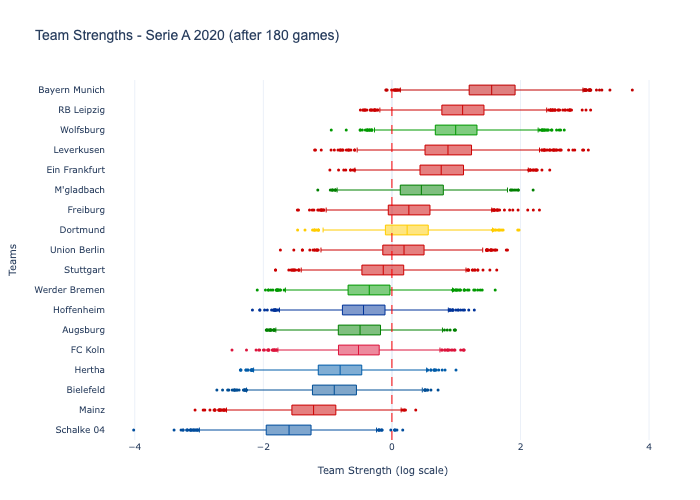 Team Strengths - Serie A 2020 (after 180 games)
Bayern Munich
RB Leipzig
Wolfsburg
Leverkusen
Ein Frankfurt
M'gladbach
Freiburg
Dortmund
Union Berlin
Stuttgart
Werder Bremen
Hoffenheim
Augsburg
FC Koln
Hertha
Bielefeld
Mainz
Schalke 04
Teams
−4 −2 0 2 4
Team Strength (log scale)